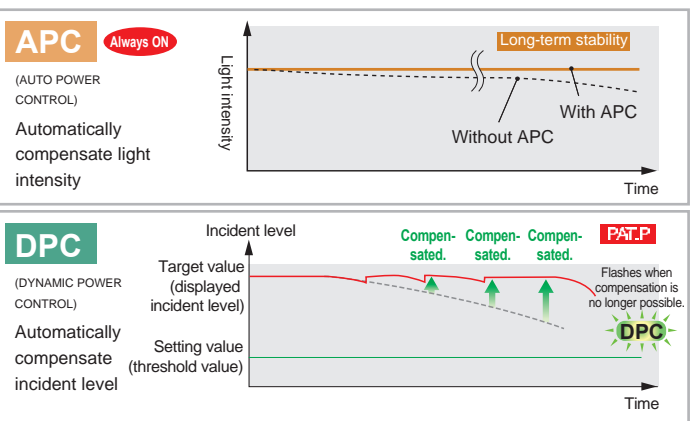 APC
Always ON
(AUTO POWER
CONTROL)
Automatically
compensate light
intensity
Light intensity
Long-term stability
With APC
Without APC
Time
DPC
(DYNAMIC POWER
CONTROL)
Automatically
compensate
incident level
Incident level
Target value
(displayed
incident level)
Setting value
(threshold value)
Compen-
sated.
Compen-
sated.
Compen-
sated.
PAT.P
Flashes when
compensation is
no longer possible.
DPC
Time